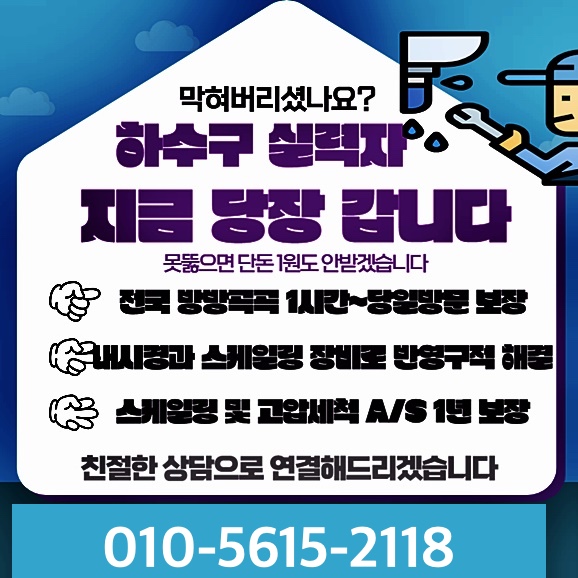 막혀버리셨나요?
하수구 실력자
지금 당장 갑니다
못뚫으면 단돈 1원도 안받겠습니다
전국 방방곡곡 1시간~당일방문 보장
내시경과 스케일링 장비로 반영구적 해결
스케일링 및 고압세척 A/S 1년 보장
친절한 상담으로 연결해드리겠습니다
010-5615-2118